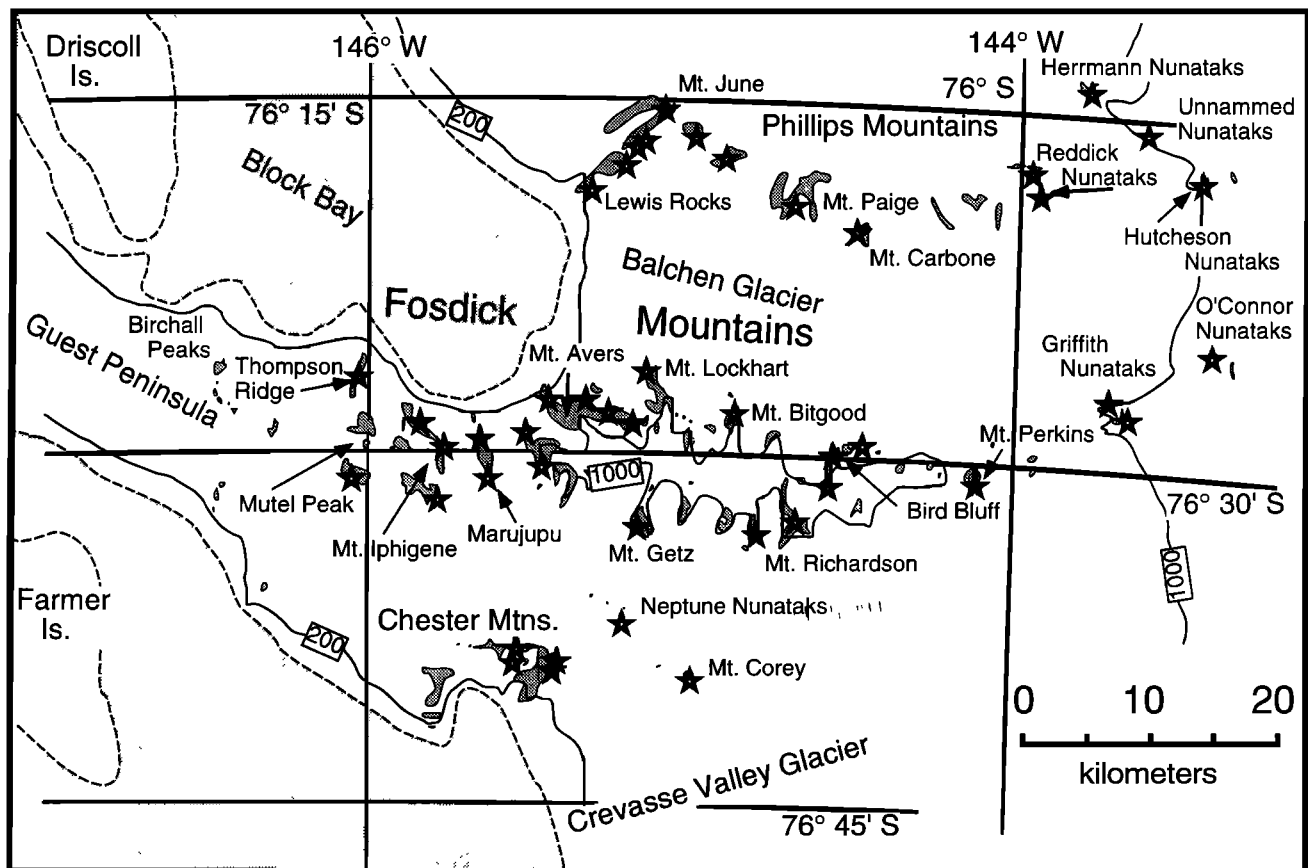 Driscoll
Is.
146° W
144° W
Herrmann Nunataks
Mt. June
76° S
76° 15' S
200
Phillips Mountains
Unnammed
Nunataks
Reddick
Nunataks
Block Bay
Lewis Rocks
Mt. Paige
Hutcheson
Nunataks
Mt. Carbone
Balchen Glacier
Fosdick
Mountains
O'Connor
Nunataks
Guest Peninsula
Birchall
Peaks
Thompson
Ridge
Mt. Avers
Mt. Lockhart
Griffith
Nunataks
Mt. Bitgood
Mt. Perkins
1000
Mutel Peak
Mt. Iphigene
Marujupu
Bird Bluff
76° 30' S
Mt. Getz
Mt. Richardson
1000
Farmer
Is.
Neptune Nunataks
Chester Mtns.
200
Mt. Corey
0 10 20
kilometers
Crevasse Valley Glacier
76° 45' S